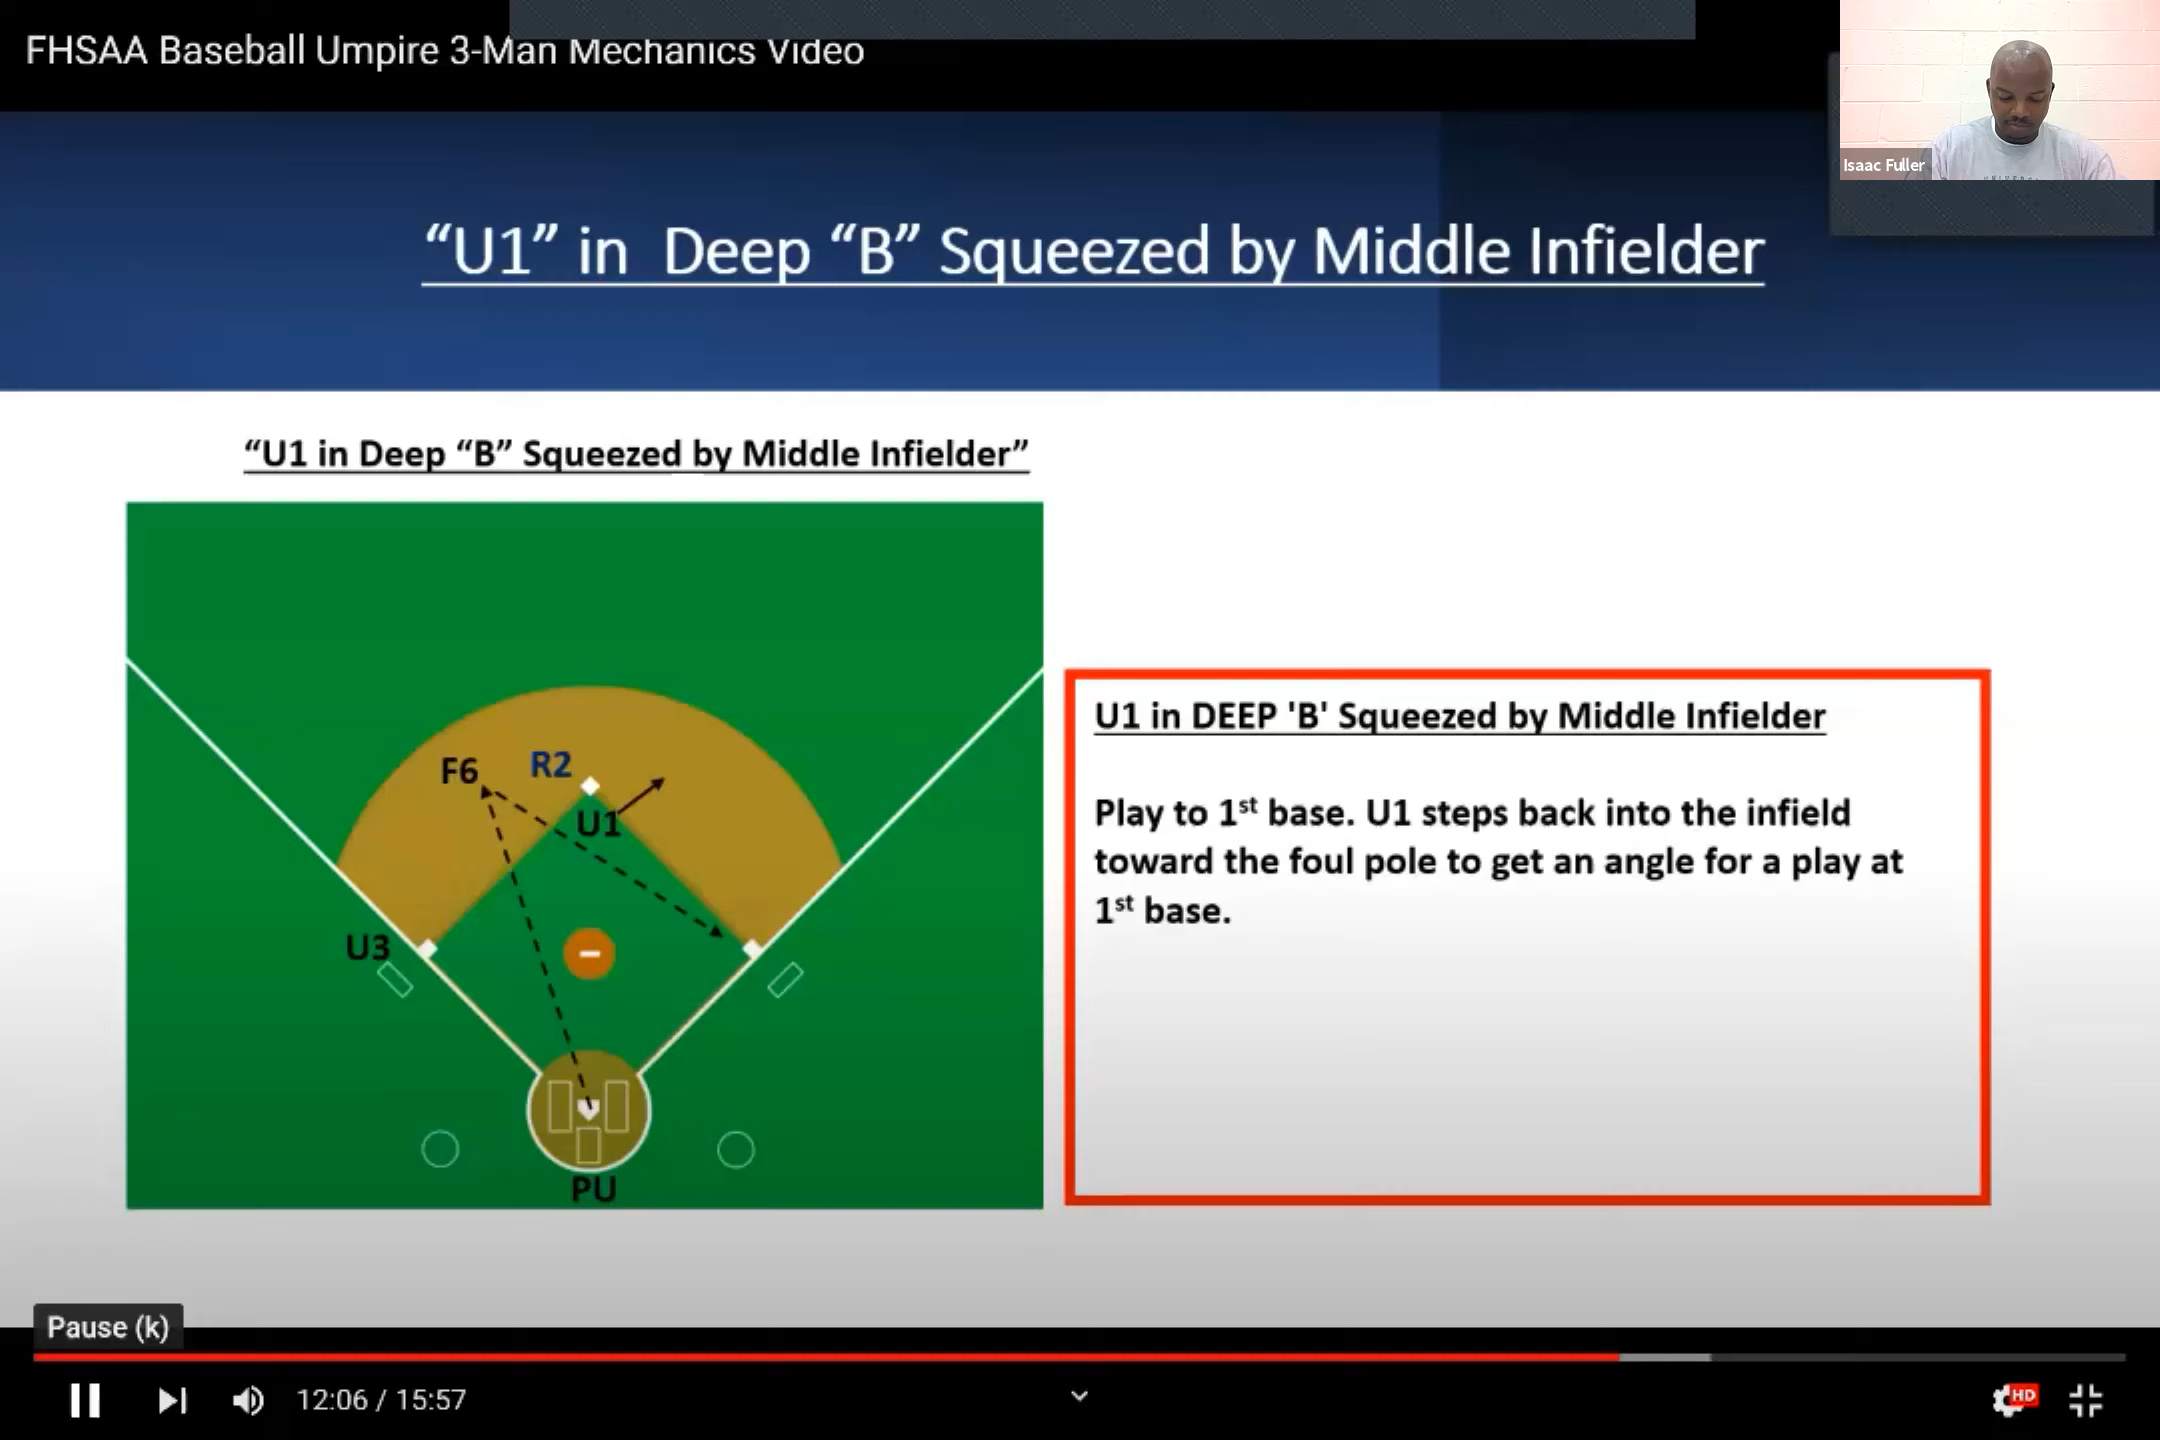 FHSAA Baseball Umpire 3-Man Mechanics Video
Isaac Fuller
“U1” in Deep “B” Squeezed by Middle Infielder
“U1 in Deep “B” Squeezed by Middle Infielder”
F6
R2
U1
U3
PU
U1 in DEEP 'B' Squeezed by Middle Infielder
Play to 1st base. U1 steps back into the infield
toward the foul pole to get an angle for a play at
1st base.
Pause (k)
12:06 / 15:57
HD